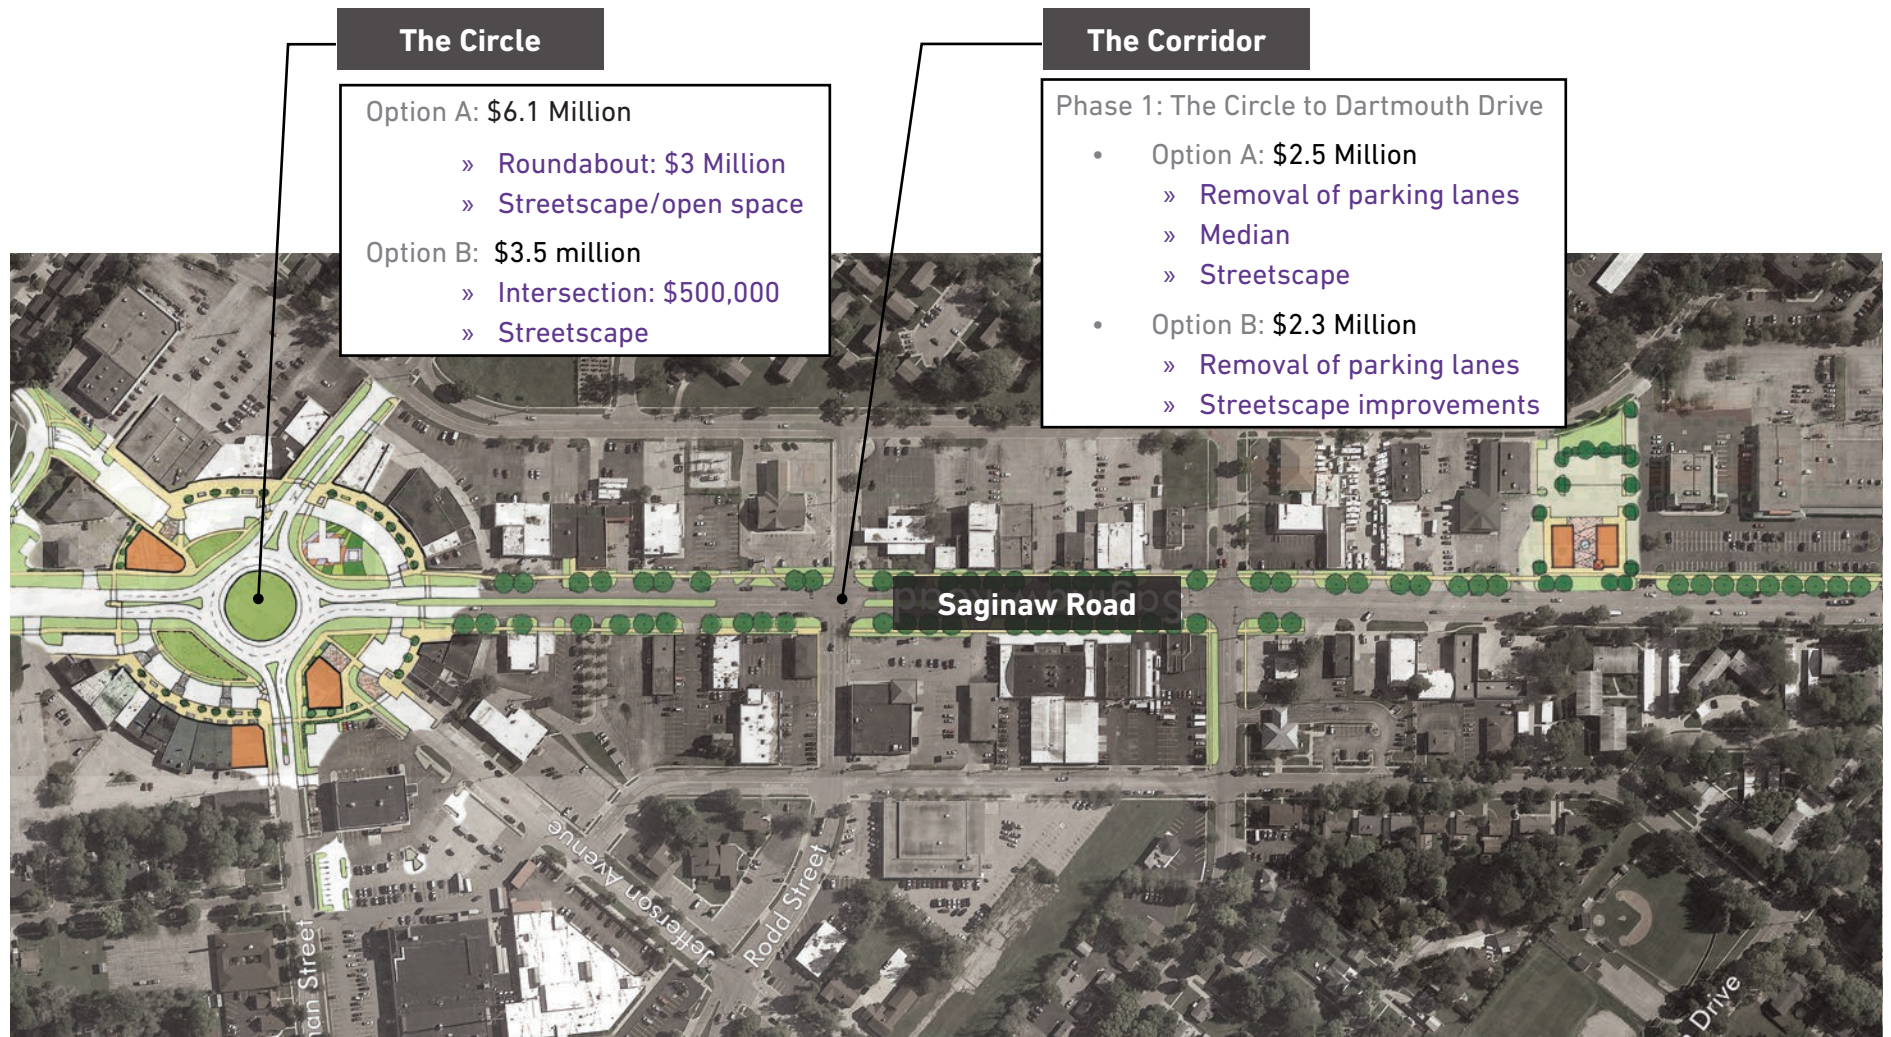 The Circle
Option A: $6.1 Million
» Roundabout: $3 Million
» Streetscape/open space
Option B: $3.5 million
» Intersection: $500,000
» Streetscape
The Corridor
Phase 1: The Circle to Dartmouth Drive
• Option A: $2.5 Million
» Removal of parking lanes
» Median
» Streetscape
• Option B: $2.3 Million
» Removal of parking lanes
» Streetscape improvements
Saginaw Road
Jefferson Avenue
Rodd Street
Street
Drive